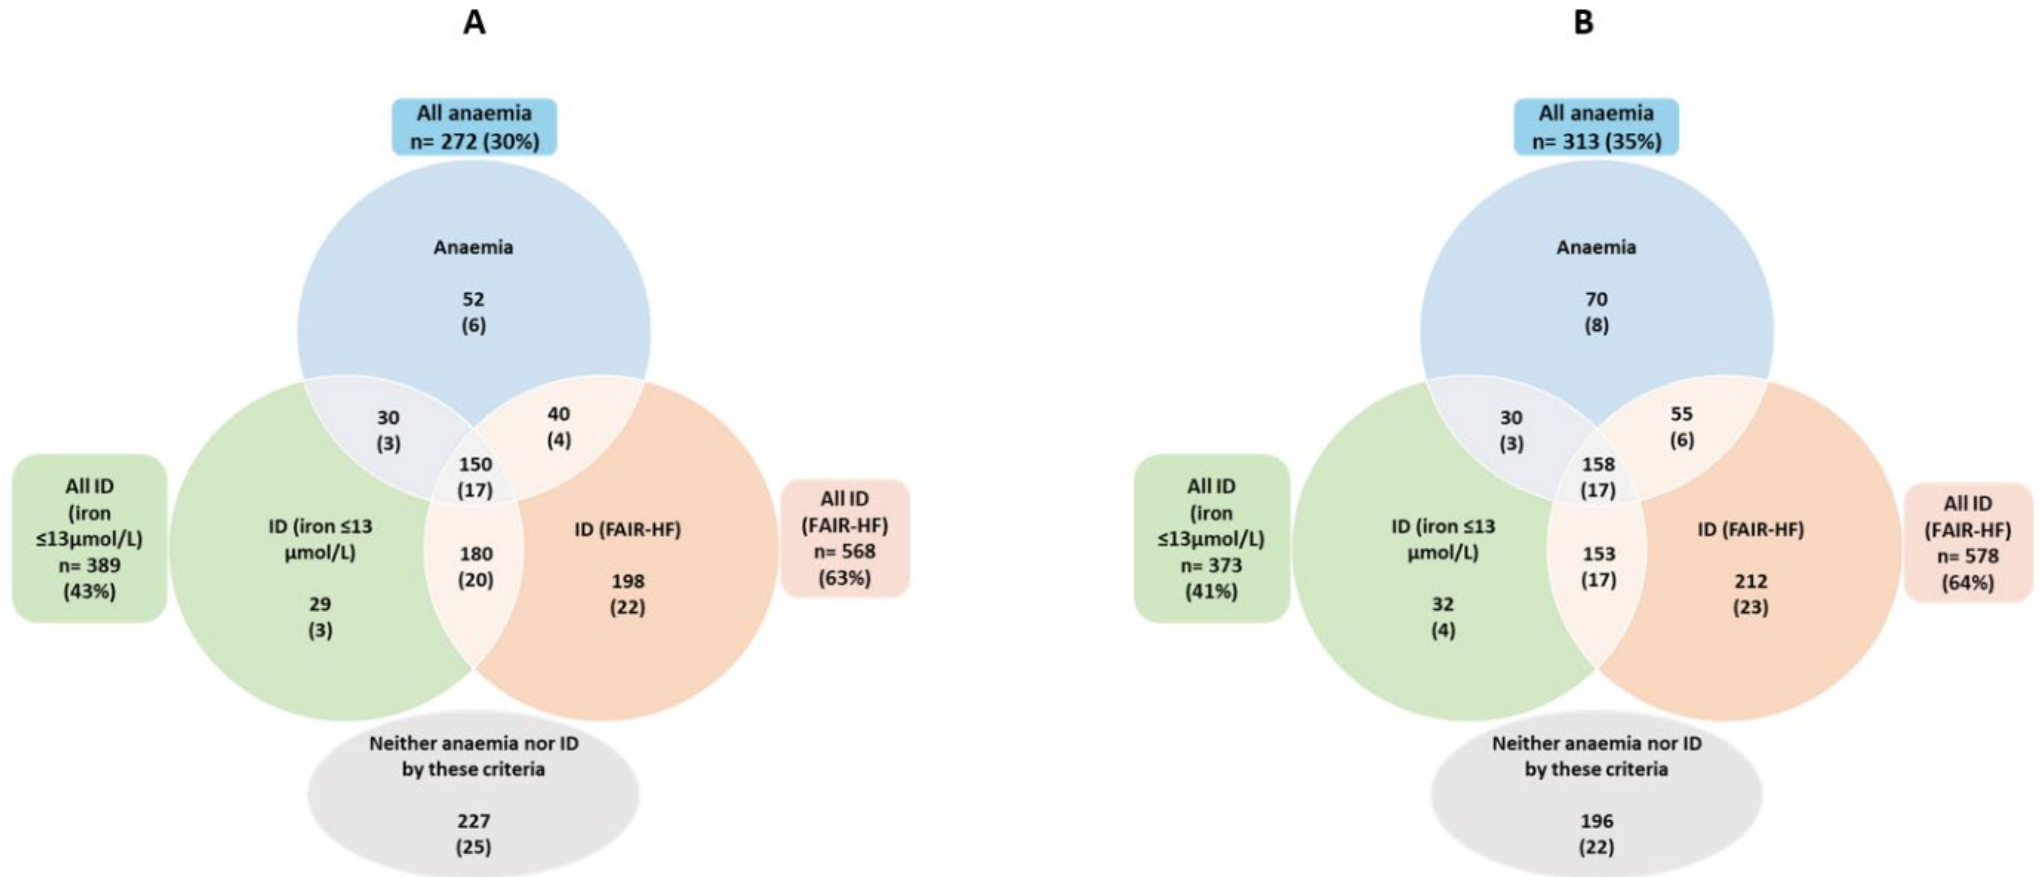 A
All anaemia
n= 272 (30%)
Anaemia
52
(6)
30
(3)
40
(4)
150
(17)
All ID
(iron
≤13µmol/L)
n= 389
(43%)
ID (iron ≤13
µmol/L)
29
(3)
180
(20)
ID (FAIR-HF)
198
(22)
All ID
(FAIR-HF)
n= 568
(63%)
Neither anaemia nor ID
by these criteria
227
(25)
B
All anaemia
n= 313 (35%)
Anaemia
70
(8)
30
(3)
55
(6)
158
(17)
All ID
(iron
≤13µmol/L)
n= 373
(41%)
ID (iron ≤13
µmol/L)
32
(4)
153
(17)
ID (FAIR-HF)
212
(23)
All ID
(FAIR-HF)
n= 578
(64%)
Neither anaemia nor ID
by these criteria
196
(22)